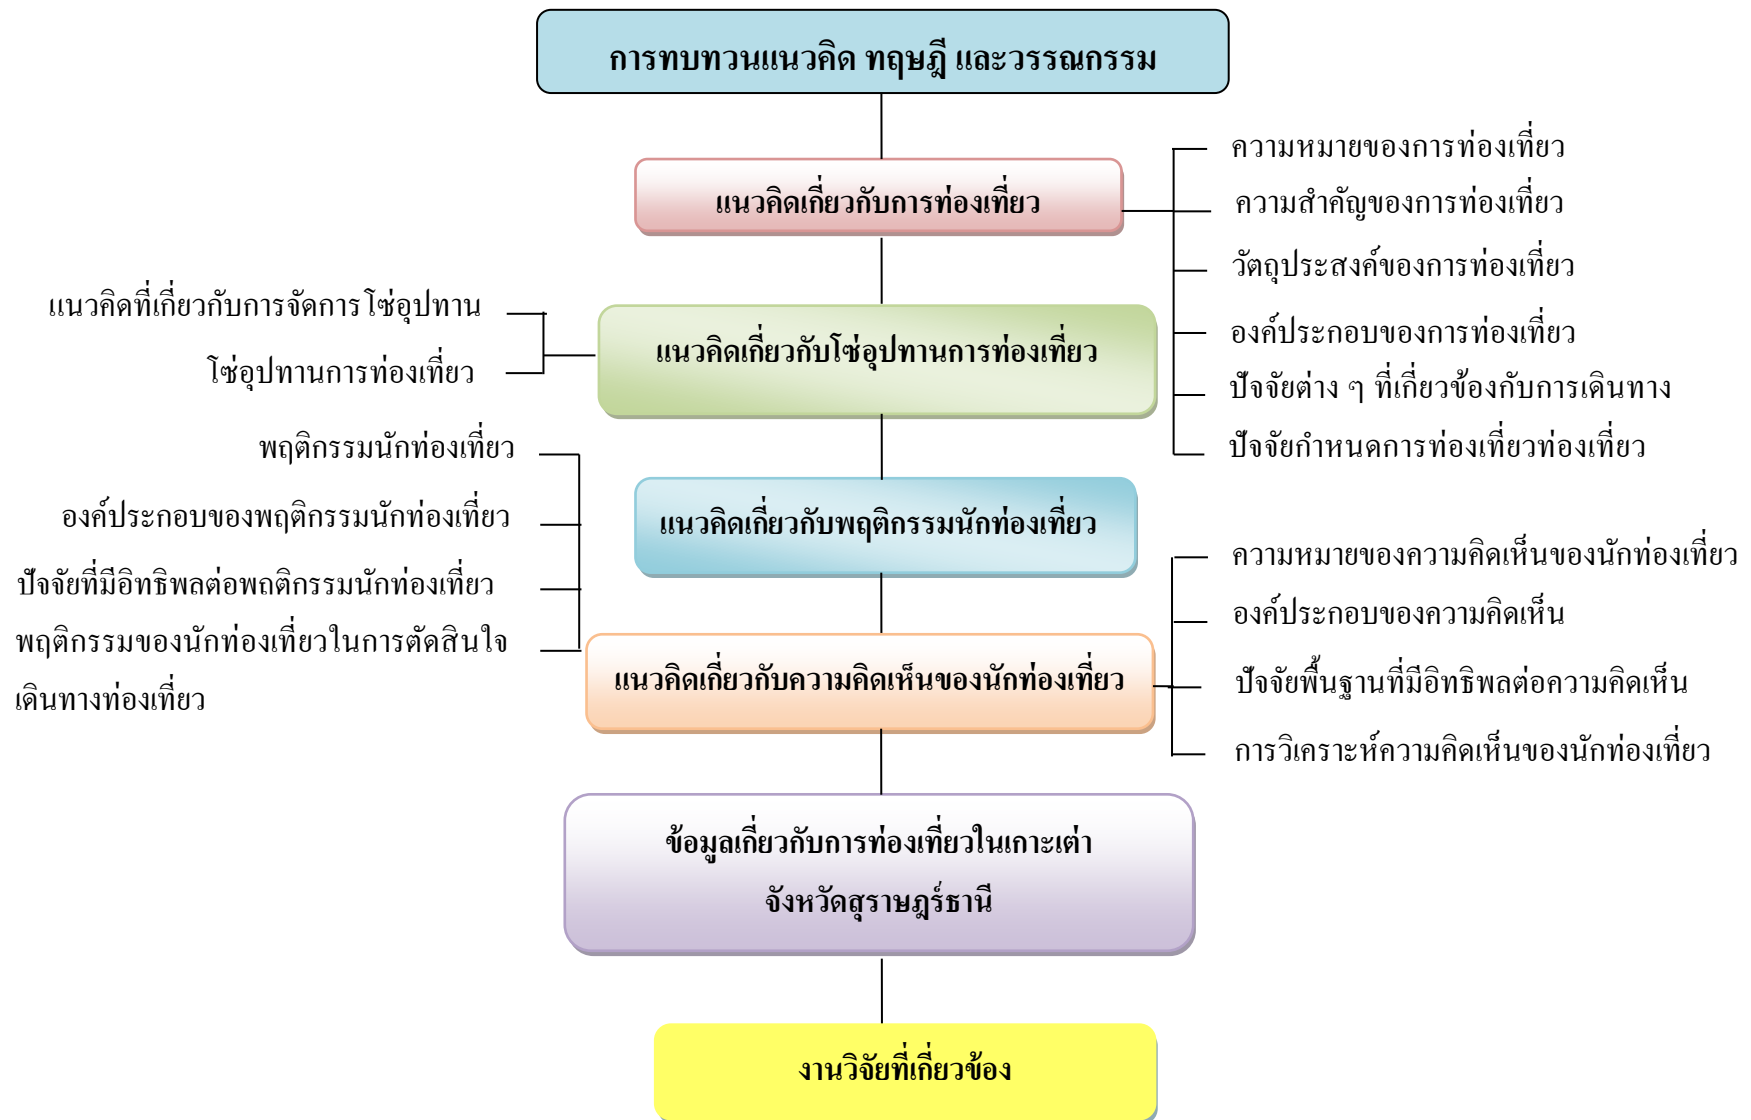 การทบทวนแนวคิด ทฤษฎี และวรรณกรรม
แนวคิดเกี่ยวกับการท่องเที่ยว
ความหมายของการท่องเที่ยว
ความสำคัญของการท่องเที่ยว
วัตถุประสงค์ของการท่องเที่ยว
องค์ประกอบของการท่องเที่ยว
ปัจจัยต่าง ๆ ที่เกี่ยวข้องกับการเดินทาง
ปัจจัยกำหนดการท่องเที่ยวท่องเที่ยว
แนวคิดเกี่ยวกับโซ่อุปทานการท่องเที่ยว
แนวคิดที่เกี่ยวกับการจัดการโซ่อุปทาน
โซ่อุปทานการท่องเที่ยว
แนวคิดเกี่ยวกับพฤติกรรมนักท่องเที่ยว
พฤติกรรมนักท่องเที่ยว
องค์ประกอบของพฤติกรรมนักท่องเที่ยว
ปัจจัยที่มีอิทธิพลต่อพถติกรรมนักท่องเที่ยว
พฤติกรรมของนักท่องเที่ยวในการตัดสินใจ
เดินทางท่องเที่ยว
แนวคิดเกี่ยวกับความคิดเห็นของนักท่องเที่ยว
ความหมายของความคิดเห็นของนักท่องเที่ยว
องค์ประกอบของความคิดเห็น
ปัจจัยพื้นฐานที่มีอิทธิพลต่อความคิดเห็น
การวิเคราะห์ความคิดเห็นของนักท่องเที่ยว
ข้อมูลเกี่ยวกับการท่องเที่ยวในเกาะเต่า
จังหวัดสุราษฎร์ธานี
งานวิจัยที่เกี่ยวข้อง